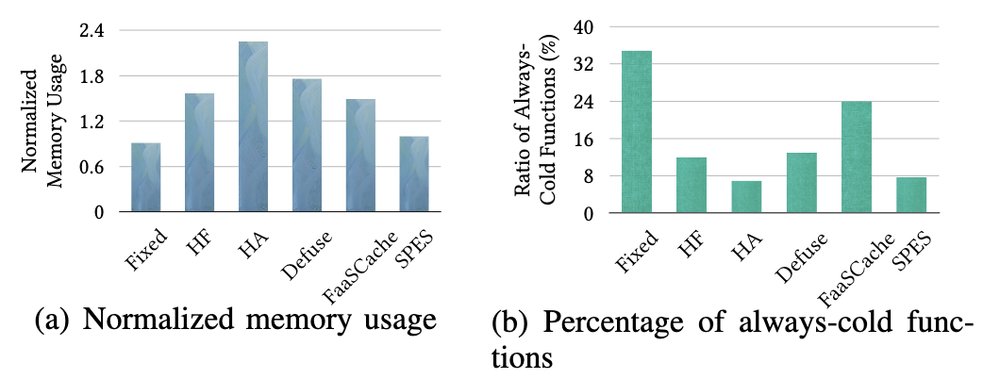 Normalized
Memory Usage
2.4
1.8
1.2
0.6
0
Fixed
HF
HA
Defuse
FaaSCache
SPES
(a) Normalized memory usage
Ratio of Always-
Cold Functions (%)
40
32
24
16
8
0
Fixed
HF
HA
Defuse
FaaSCache
SPES
(b) Percentage of always-cold func-
tions